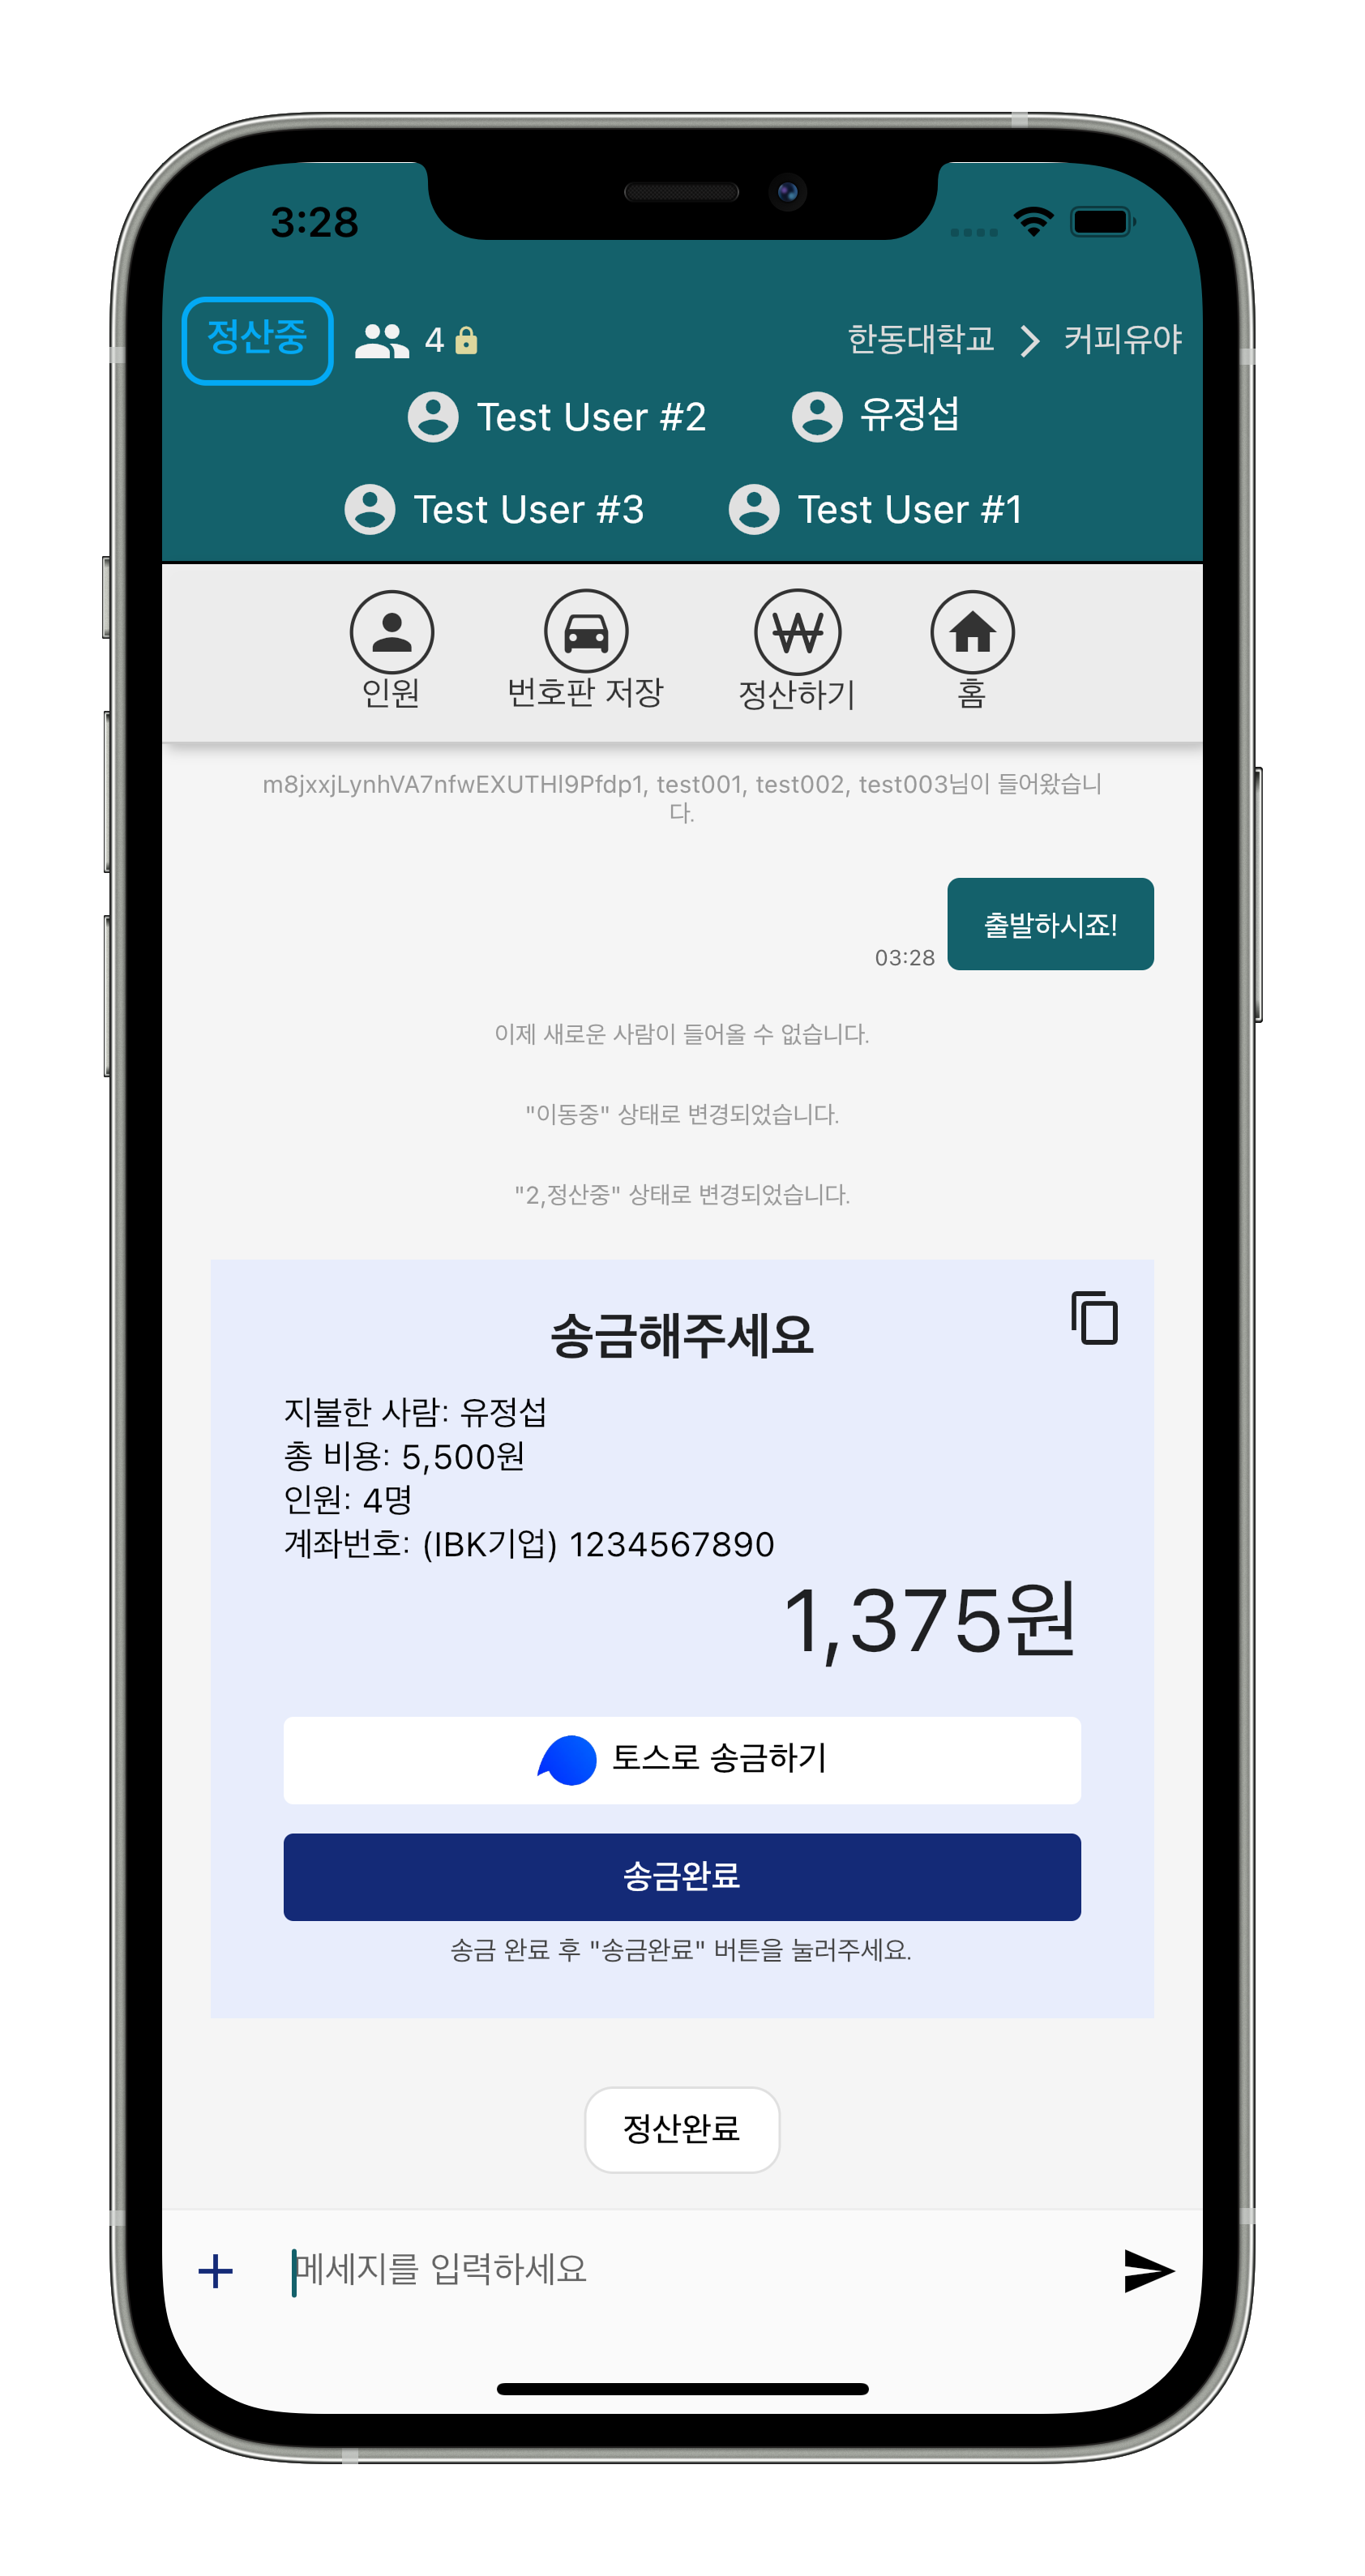 3:28
정산중 4 한동대학교 > 커피유야
Test User #2 유정섭
Test User #3 Test User #1
인원 번호판 저장 정산하기 홈
m8jxxjLynhVA7nfwEXUTHl9Pfdp1, test001, test002, test003님이 들어왔습니
다.
출발하시죠!
03:28
이제 새로운 사람이 들어올 수 없습니다.
"이동중" 상태로 변경되었습니다.
"2,정산중" 상태로 변경되었습니다.
송금해주세요
지불한 사람: 유정섭
총 비용: 5,500원
인원: 4명
계좌번호: (IBK기업) 1234567890
1,375원
토스로 송금하기
송금완료
송금 완료 후 "송금완료" 버튼을 눌러주세요.
정산완료
메세지를 입력하세요